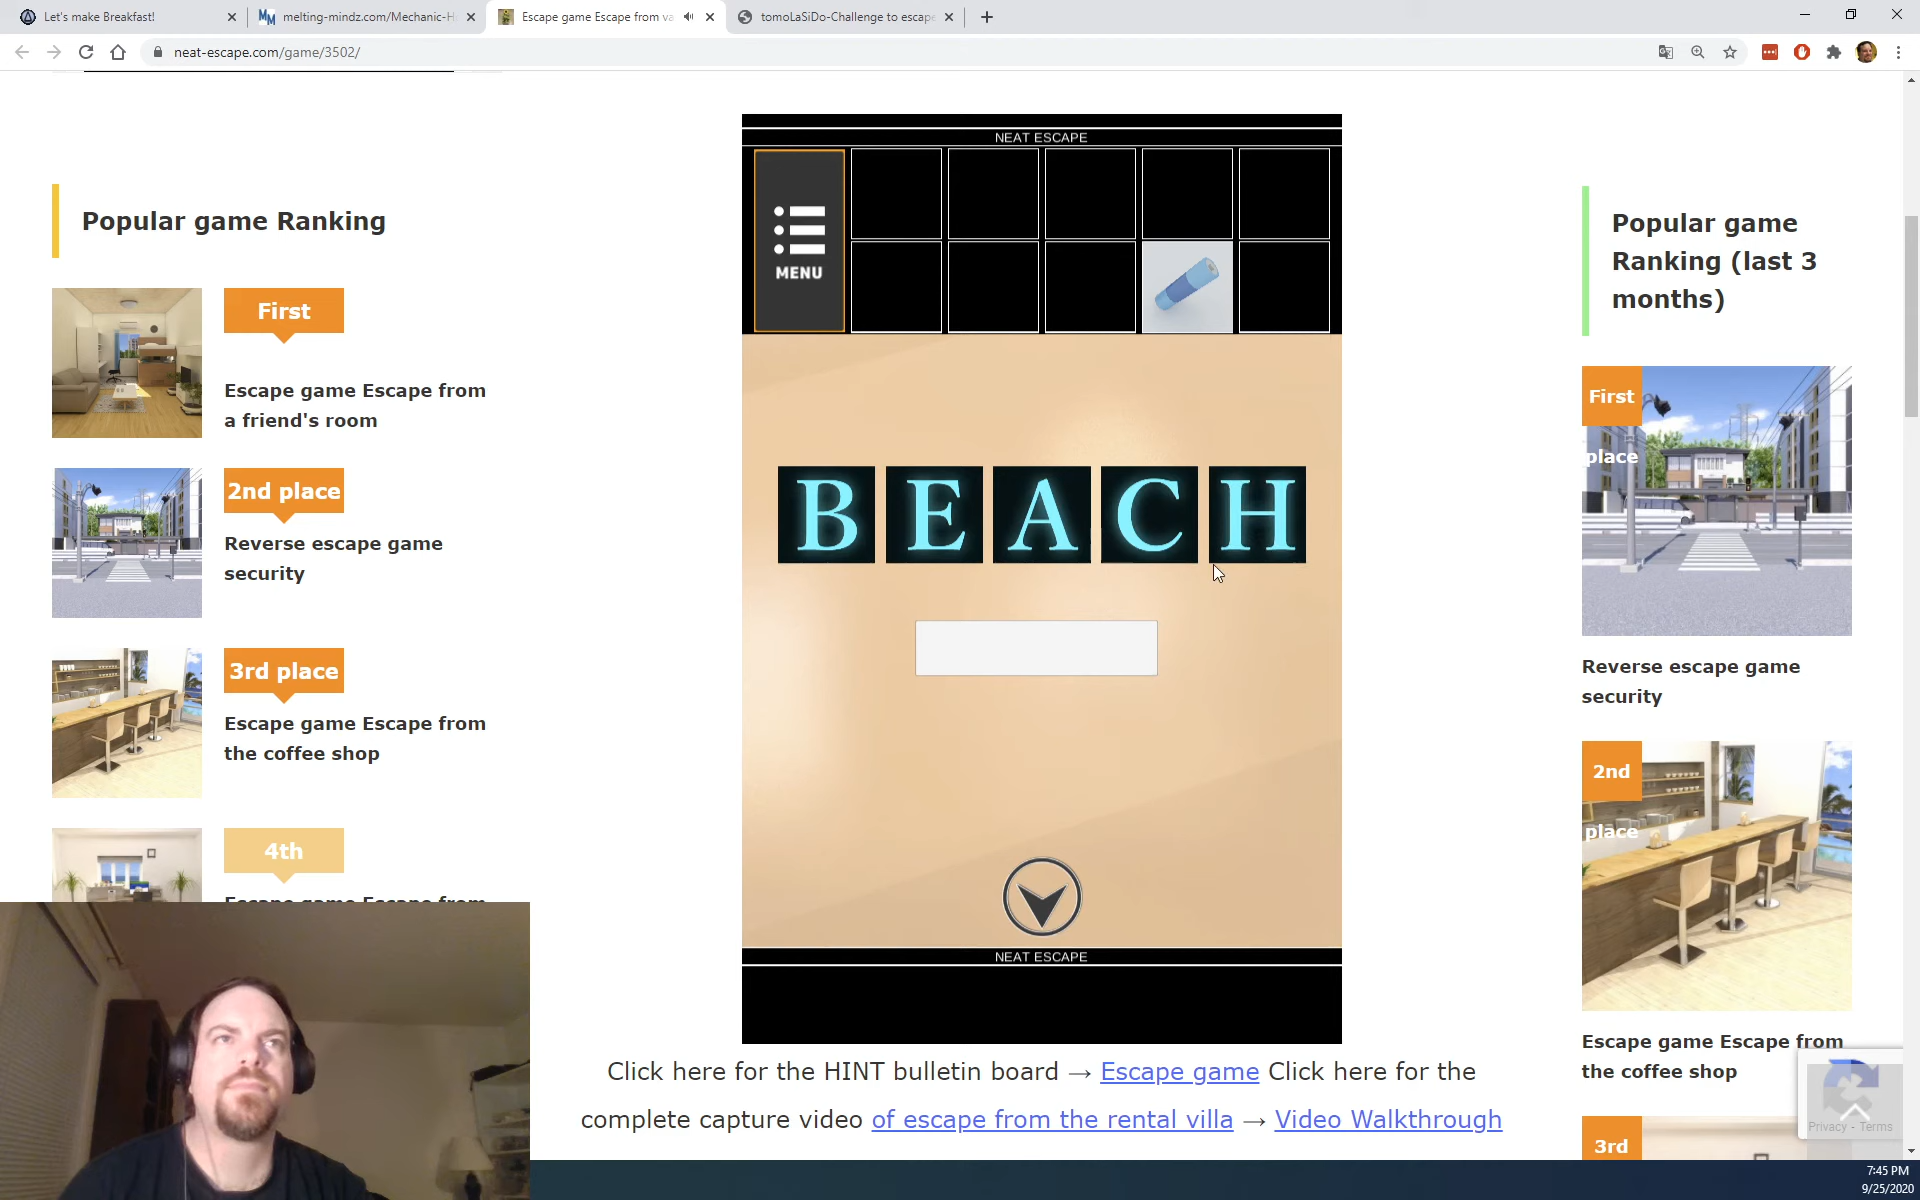 Let's make Breakfast!
melting-mindz.com/Mechanic-H
Escape game Escape from va
tomoLaSiDo-Challenge to escape
neat-escape.com/game/3502/
Popular game Ranking
First
Escape game Escape from
a friend's room
2nd place
Reverse escape game
security
3rd place
Escape game Escape from
the coffee shop
4th
Escape game Escape from
NEAT ESCAPE
MENU
B E A C H
NEAT ESCAPE
Click here for the HINT bulletin board → Escape game Click here for the
complete capture video of escape from the rental villa → Video Walkthrough
Popular game
Ranking (last 3
months)
First
place
Reverse escape game
security
2nd
place
Escape game Escape from
the coffee shop
3rd
Privacy - Terms
7:45 PM
9/25/2020